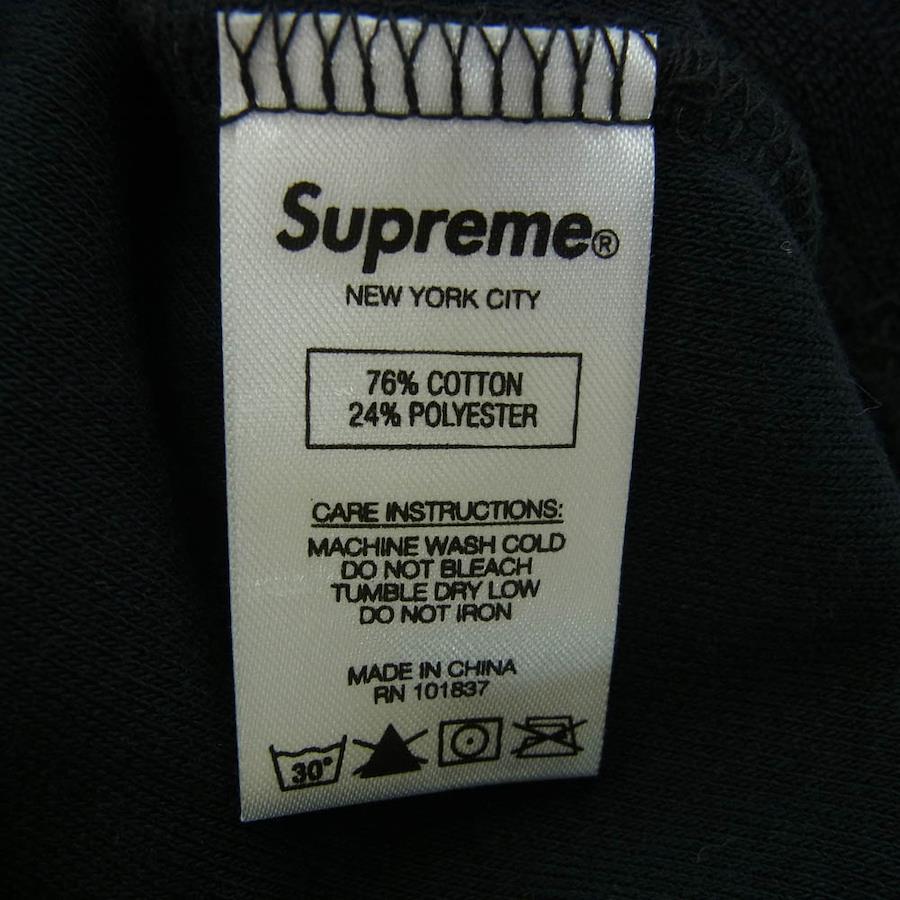 Supreme®
NEW YORK CITY
76% COTTON
24% POLYESTER
CARE INSTRUCTIONS:
MACHINE WASH COLD
DO NOT BLEACH
TUMBLE DRY LOW
DO NOT IRON
MADE IN CHINA
RN 101837
30°